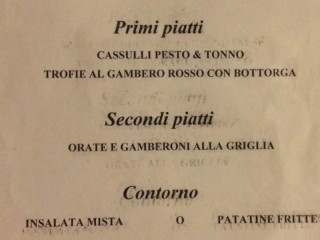 Primi piatti
CASSULLI PESTO & TONNO
TROFIE AL GAMBERO ROSSO CON BOTTORGA
Secondi piatti
ORATE E GAMBERONI ALLA GRIGLIA
Contorno
INSALATA MISTA O PATATINE FRITTE